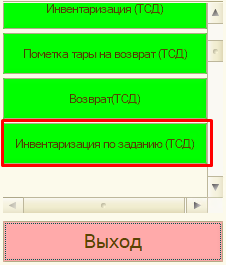 Инвентаризация (ТСД)
Пометка тары на возврат (ТСД)
Возврат(ТСД)
Инвентаризация по заданию (ТСД)
Выход